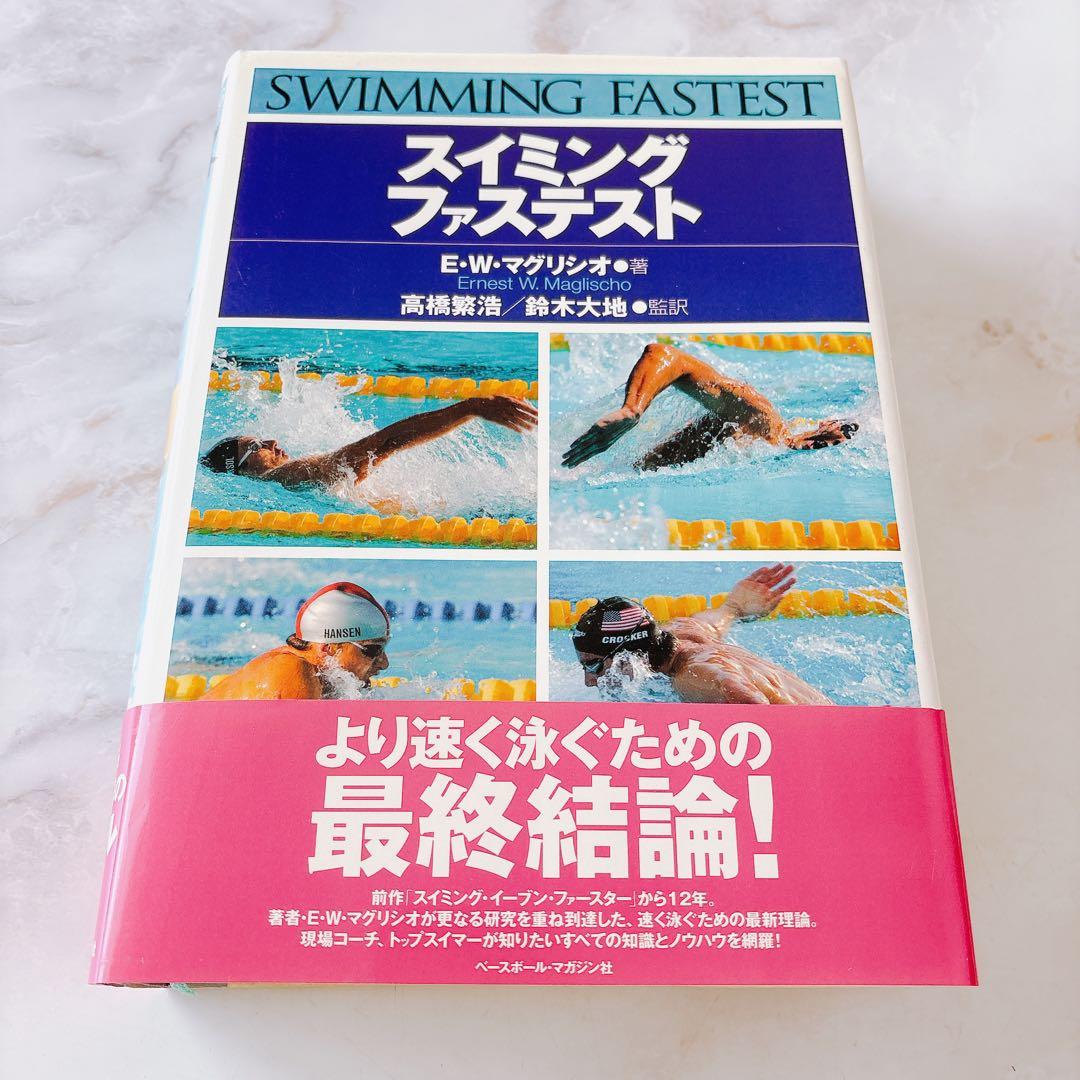 SWIMMING FASTEST
スイミング
ファステスト
E・W・マグリシオ●著
Ernest W. Maglischo
高橋繁浩／鈴木大地●監訳
HANSEN
CROCKER
より速く泳ぐための
最終結論!
前作「スイミング・イーブン・ファースター」から12年。
著者・E・W・マグリシオが更なる研究を重ね到達した、速く泳ぐための最新理論。
現場コーチ、トップスイマーが知りたいすべての知識とノウハウを網羅!
ベースボール・マガジン社